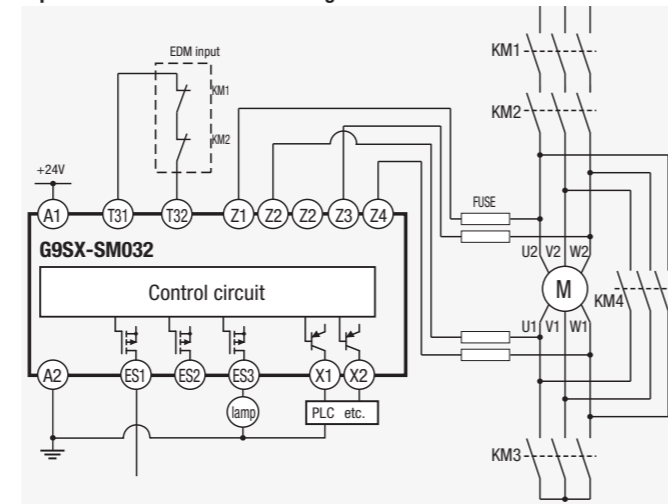 KM1
EDM input
KM1
KM2
KM2
+24V
FUSE
A1 T31 T32 Z1 Z2 Z2 Z3 Z4
G9SX-SM032
U2 V2 W2
Control circuit
M
KM4
U1 V1 W1
A2 ES1 ES2 ES3 X1 X2
lamp
PLC etc.
KM3